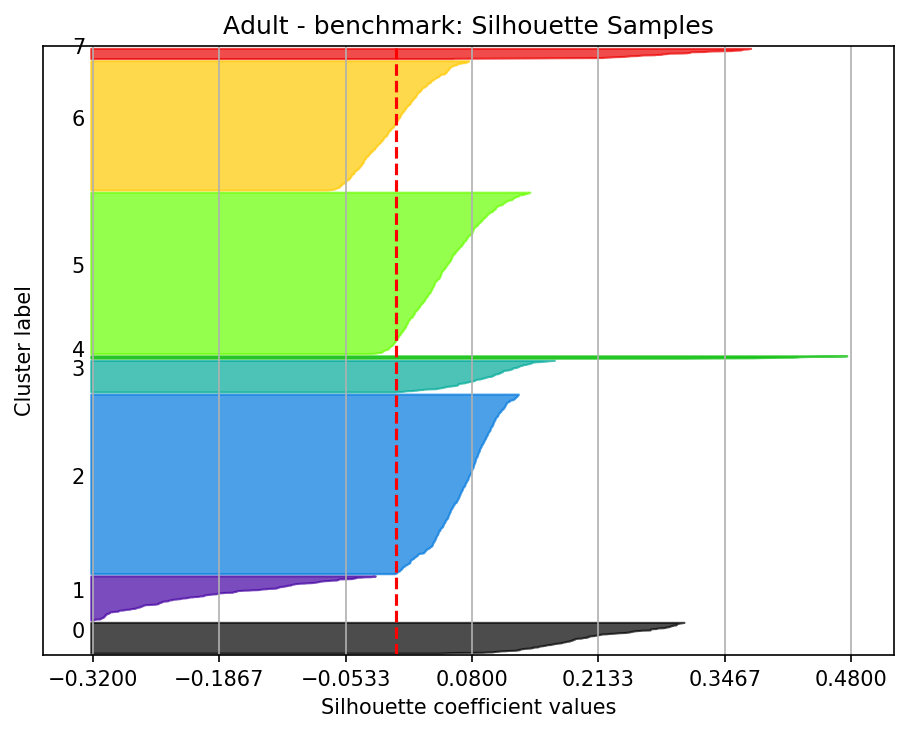 Adult - benchmark: Silhouette Samples
7
6
5
4
3
2
1
0
Cluster label
−0.3200 −0.1867 −0.0533 0.0800 0.2133 0.3467 0.4800
Silhouette coefficient values